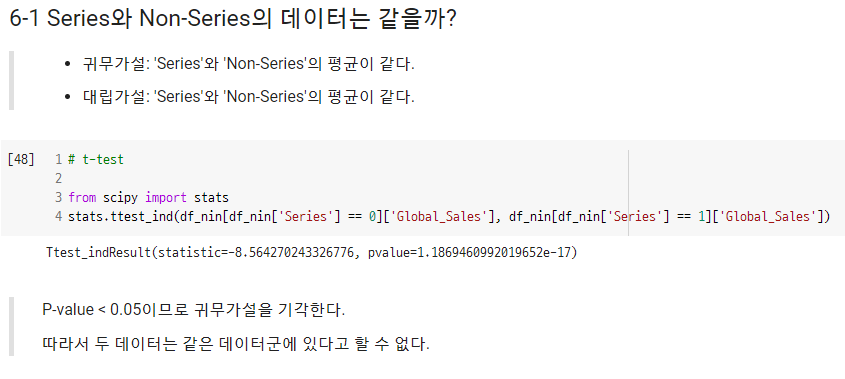 6-1 Series와 Non-Series의 데이터는 같을까?
• 귀무가설: 'Series'와 'Non-Series'의 평균이 같다.
• 대립가설: 'Series'와 'Non-Series'의 평균이 같다.
[48] 1 # t-test
2
3 from scipy import stats
4 stats.ttest_ind(df_nin[df_nin['Series'] == 0]['Global_Sales'], df_nin[df_nin['Series'] == 1]['Global_Sales'])
Ttest_indResult(statistic=-8.564270243326776, pvalue=1.1869460992019652e-17)
P-value < 0.05이므로 귀무가설을 기각한다.
따라서 두 데이터는 같은 데이터군에 있다고 할 수 없다.